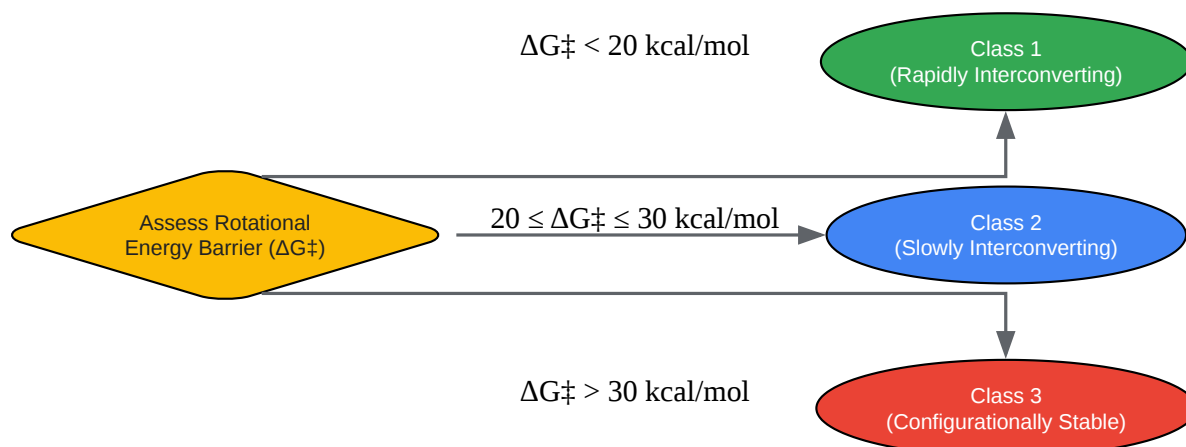 ΔG‡ < 20 kcal/mol
Class 1
(Rapidly Interconverting)
Assess Rotational
Energy Barrier (ΔG‡)
20 ≤ ΔG‡ ≤ 30 kcal/mol
Class 2
(Slowly Interconverting)
ΔG‡ > 30 kcal/mol
Class 3
(Configurationally Stable)